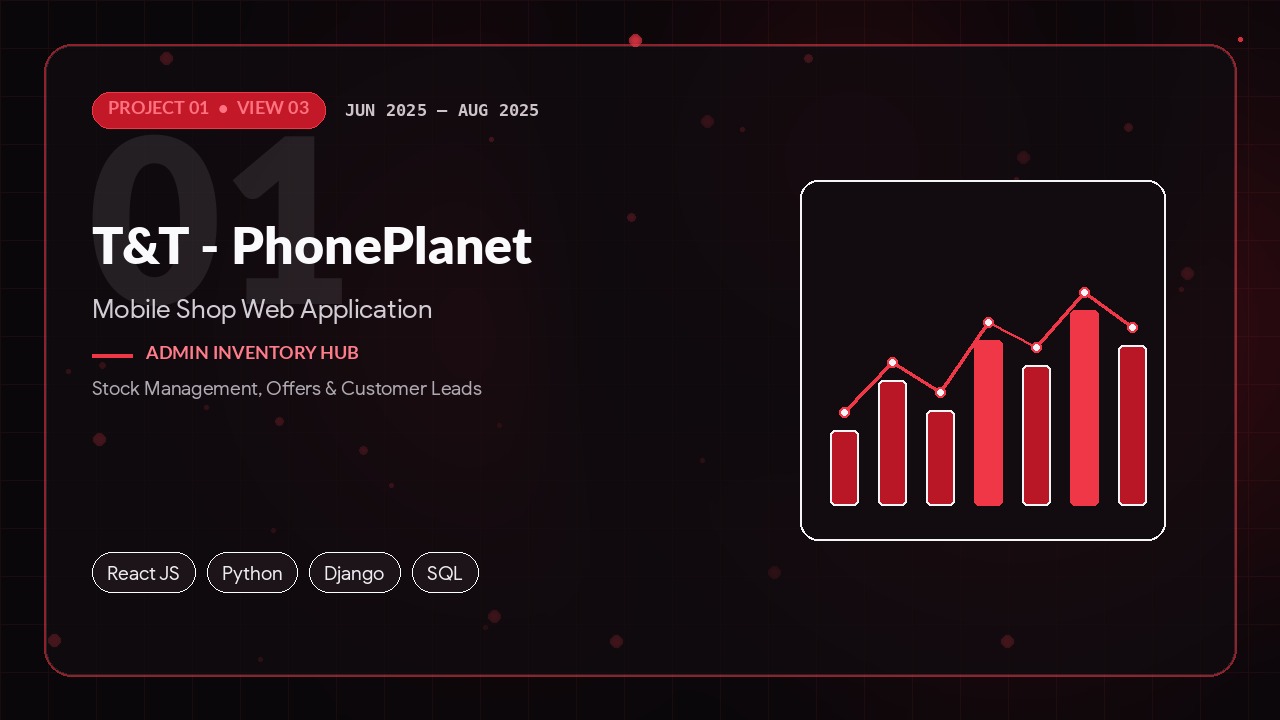 PROJECT 01 ● VIEW 03
JUN 2025 — AUG 2025
01
T&T - PhonePlanet
Mobile Shop Web Application
ADMIN INVENTORY HUB
Stock Management, Offers & Customer Leads
React JS
Python
Django
SQL